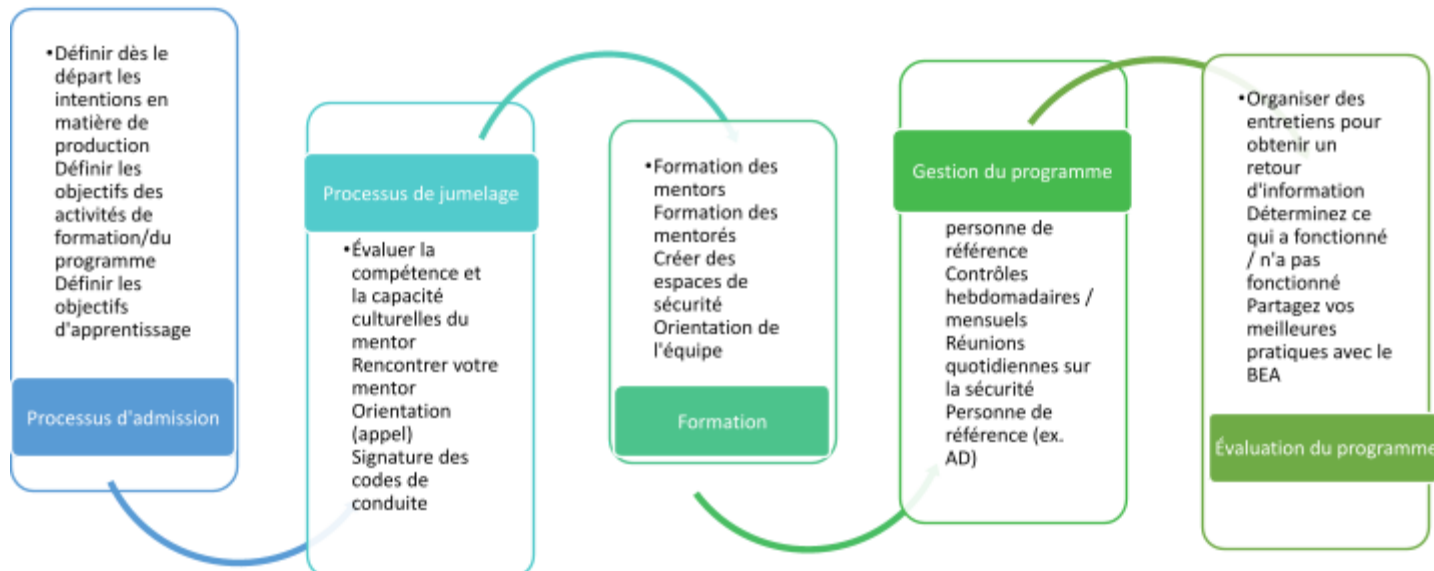 •Définir dès le
départ les
intentions en
matière de
production
Définir les
objectifs des
activités de
formation/du
programme
Définir les
objectifs
d'apprentissage
Processus d'admission
Processus de jumelage
•Évaluer la
compétence et
la capacité
culturelles du
mentor
Rencontrer votre
mentor
Orientation
(appel)
Signature des
codes de
conduite
•Formation des
mentors
Formation des
mentorés
Créer des
espaces de
sécurité
Orientation de
l'équipe
Formation
Gestion du programme
personne de
référence
Contrôles
hebdomadaires /
mensuels
Réunions
quotidiennes sur
la sécurité
Personne de
référence (ex.
AD)
•Organiser des
entretiens pour
obtenir un
retour
d'information
Déterminez ce
qui a fonctionné
/ n'a pas
fonctionné
Partagez vos
meilleures
pratiques avec le
BEA
Évaluation du programme